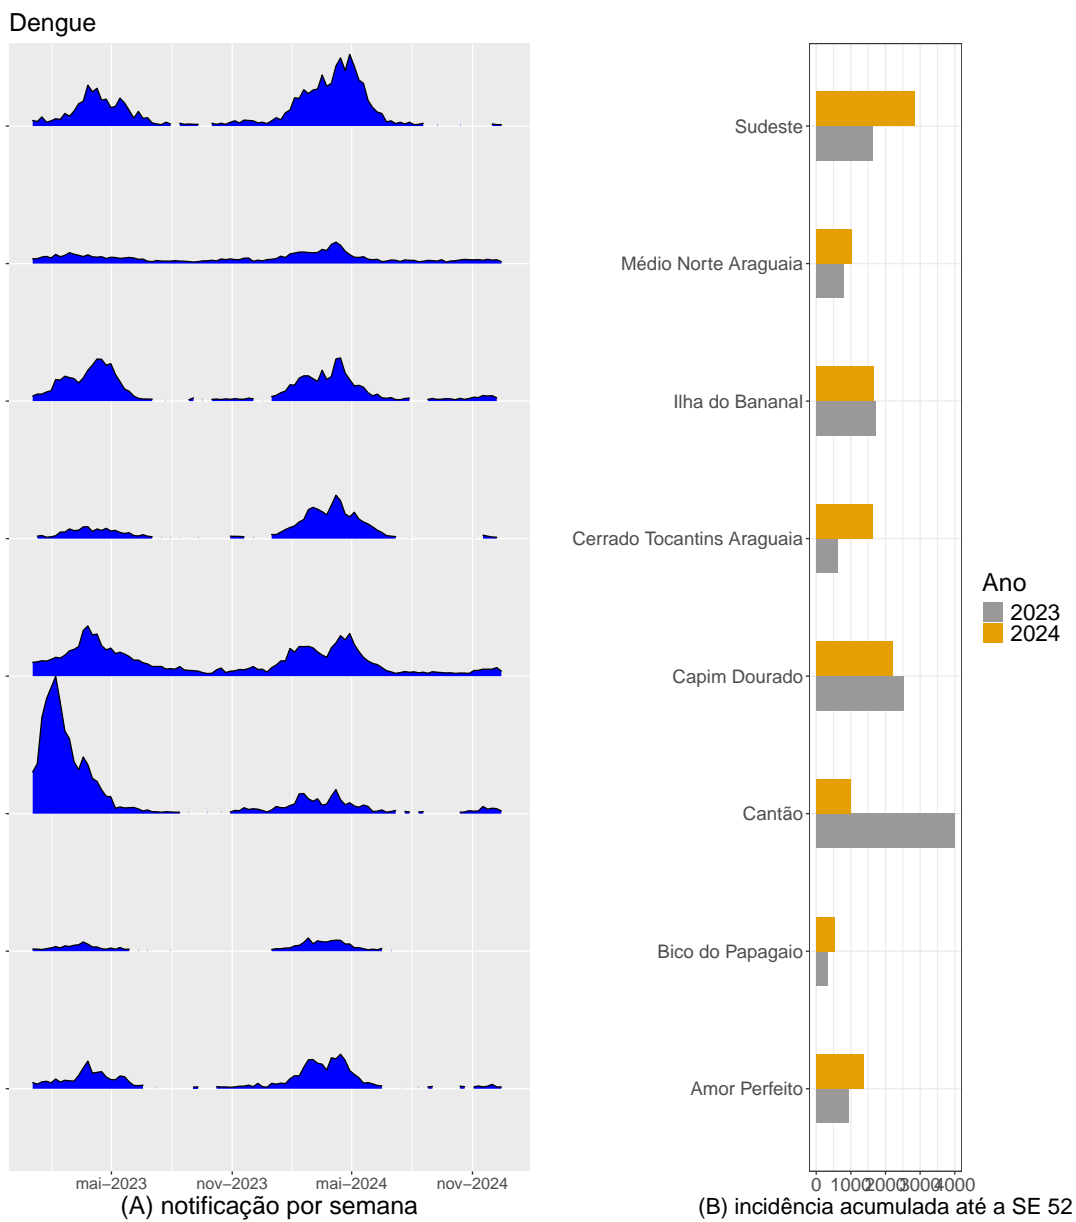 Dengue
Sudeste
Médio Norte Araguaia
Ilha do Bananal
Cerrado Tocantins Araguaia
Capim Dourado
Cantão
Bico do Papagaio
Amor Perfeito
Ano
2023
2024
mai–2023 nov–2023 mai–2024 nov–2024
0 1000 2000 3000 4000
(A) notificação por semana
(B) incidência acumulada até a SE 52